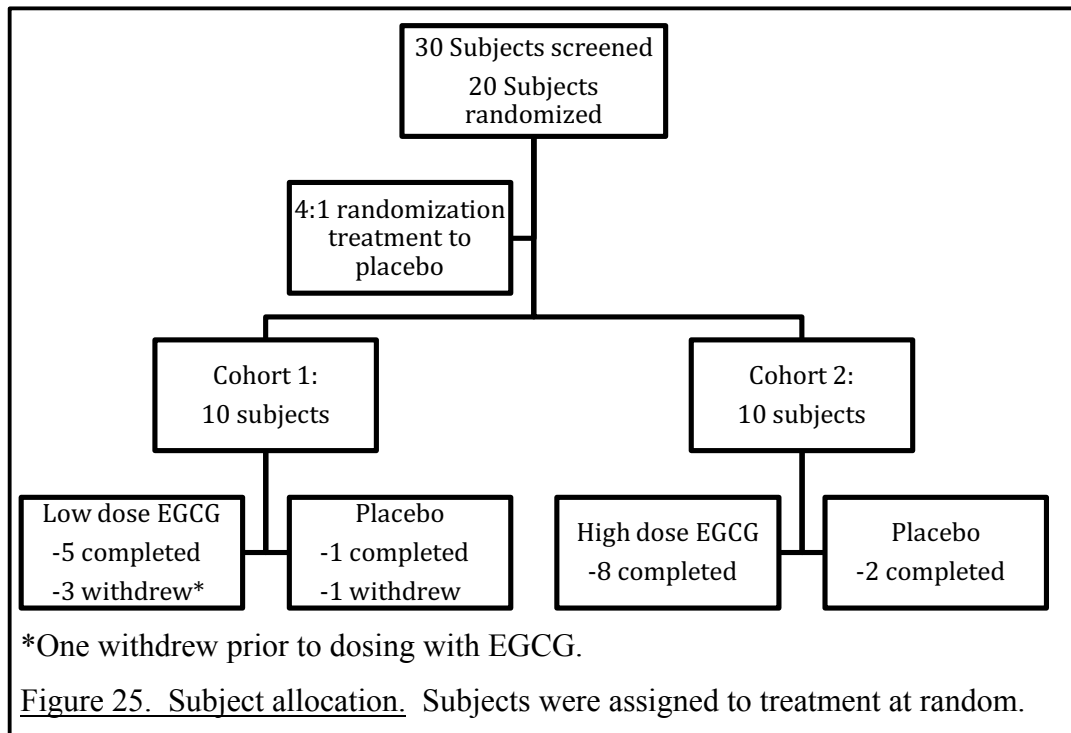 30 Subjects screened
20 Subjects
randomized
4:1 randomization
treatment to
placebo
Cohort 1:
10 subjects
Cohort 2:
10 subjects
Low dose EGCG
-5 completed
-3 withdrew*
Placebo
-1 completed
-1 withdrew
High dose EGCG
-8 completed
Placebo
-2 completed
*One withdrew prior to dosing with EGCG.
Figure 25.  Subject allocation.  Subjects were assigned to treatment at random.